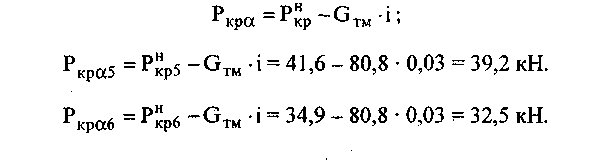 Pкрα = Pнкр – Gтм · i ;
Pкрα5 = Pнкр5 – Gтм · i = 41,6 – 80,8 · 0,03 = 39,2 кН.
Pкрα6 = Pнкр6 – Gтм · i = 34,9 – 80,8 · 0,03 = 32,5 кН.